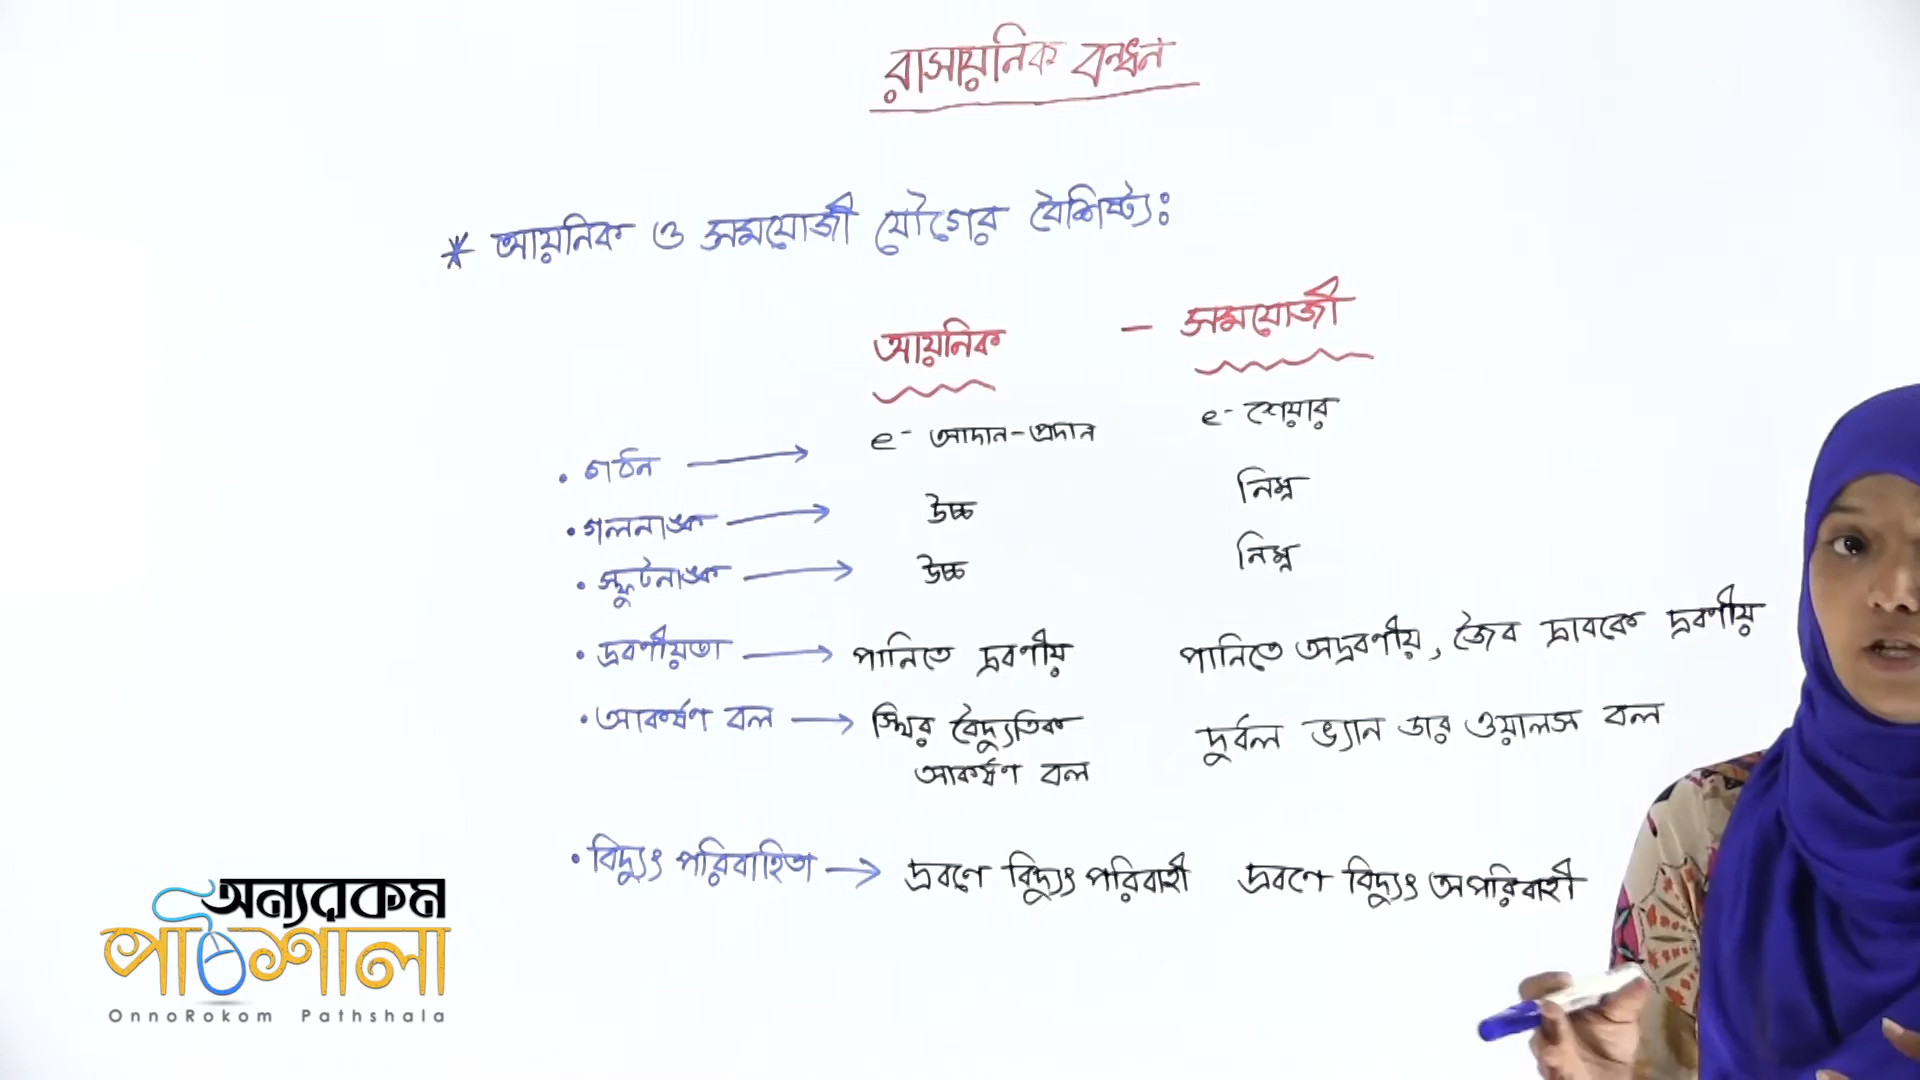 রাসায়নিক বন্ধন
* আয়নিক ও সমযোজী যৌগের বৈশিষ্ট্যঃ
আয়নিক - সমযোজী
• গঠন → e⁻ আদান-প্রদান e⁻ শেয়ার
• গলনাঙ্ক → উচ্চ নিম্ন
• স্ফুটনাঙ্ক → উচ্চ নিম্ন
• দ্রবণীয়তা → পানিতে দ্রবণীয় পানিতে অদ্রবণীয়, জৈব দ্রাবকে দ্রবণীয়
• আকর্ষণ বল → স্থির বৈদ্যুতিক দুর্বল ভ্যান ডার ওয়ালস বল
আকর্ষণ বল
• বিদ্যুৎ পরিবাহিতা → দ্রবণে বিদ্যুৎ পরিবাহী দ্রবণে বিদ্যুৎ অপরিবাহী
অন্যরকম
পাঠশালা
OnnoRokom Pathshala